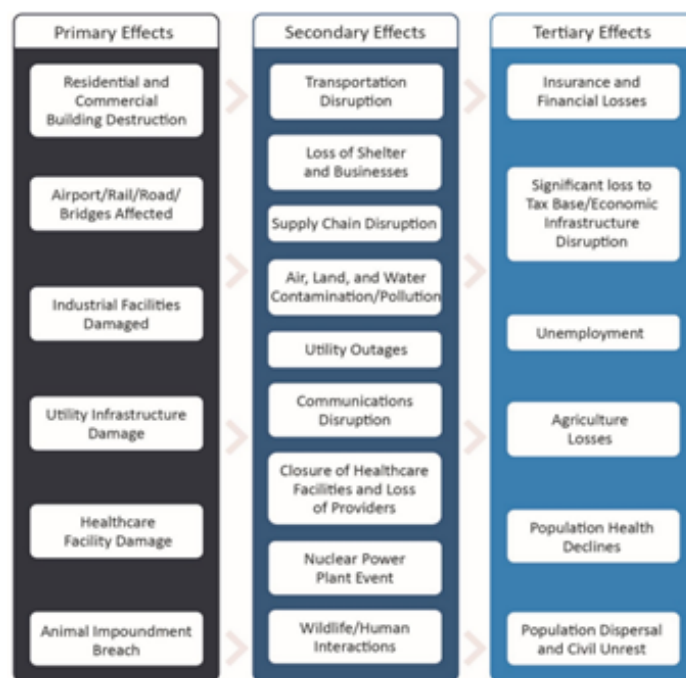 Primary Effects
Residential and
Commercial
Building Destruction
Airport/Rail/Road/
Bridges Affected
Industrial Facilities
Damaged
Utility Infrastructure
Damage
Healthcare
Facility Damage
Animal Impoundment
Breach
Secondary Effects
Transportation
Disruption
Loss of Shelter
and Businesses
Supply Chain Disruption
Air, Land, and Water
Contamination/Pollution
Utility Outages
Communications
Disruption
Closure of Healthcare
Facilities and Loss
of Providers
Nuclear Power
Plant Event
Wildlife/Human
Interactions
Tertiary Effects
Insurance and
Financial Losses
Significant loss to
Tax Base/Economic
Infrastructure
Disruption
Unemployment
Agriculture
Losses
Population Health
Declines
Population Dispersal
and Civil Unrest